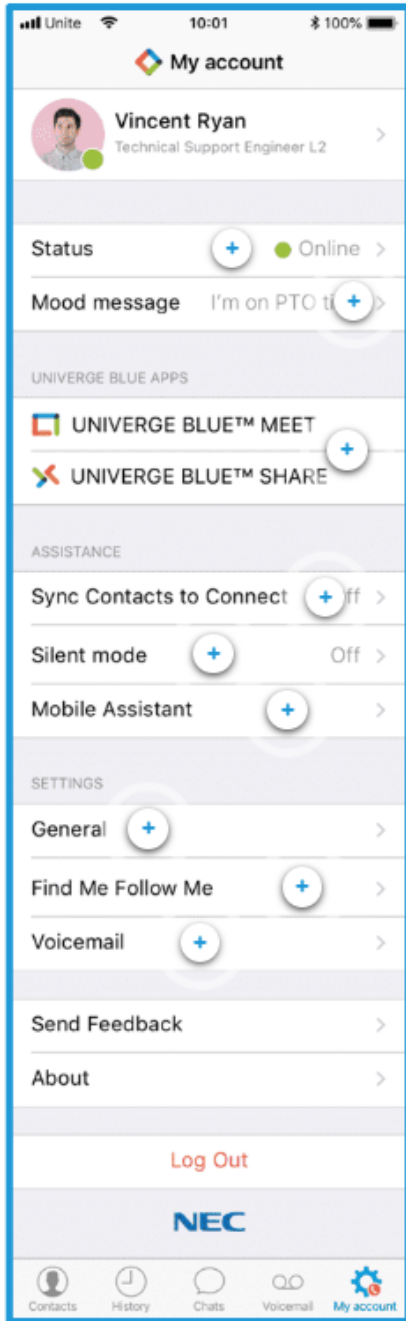 Unite 10:01 100%
My account
Vincent Ryan
Technical Support Engineer L2
Status + Online
Mood message I'm on PTO +
UNIVERGE BLUE APPS
UNIVERGE BLUE™ MEET
+
UNIVERGE BLUE™ SHARE
ASSISTANCE
Sync Contacts to Connect +
Silent mode + Off
Mobile Assistant +
SETTINGS
General +
Find Me Follow Me +
Voicemail +
Send Feedback
About
Log Out
NEC
Contacts History Chats Voicemail My account